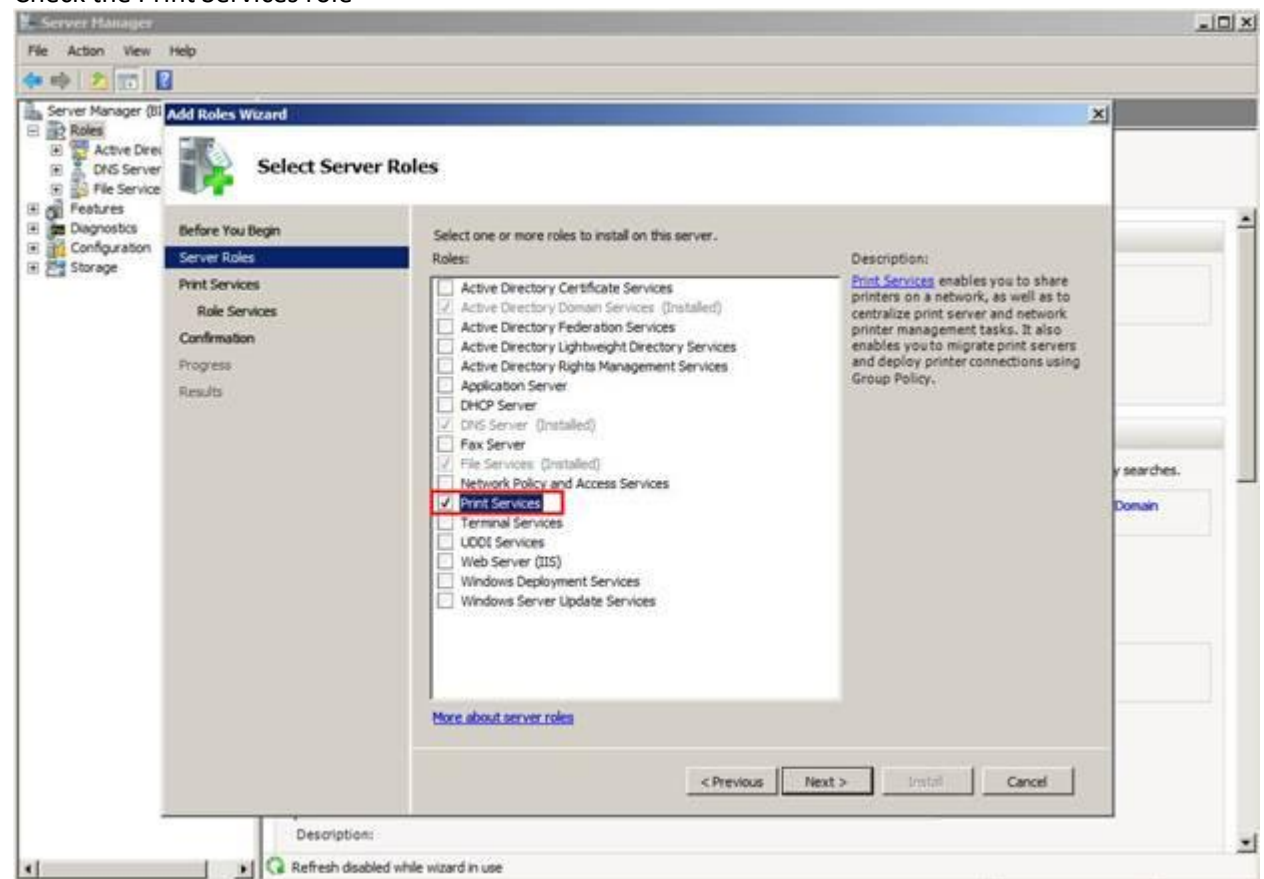 Check the Print Services role
Server Manager
File Action View Help
Server Manager (BI
Roles
Active Direc
DNS Server
File Service
Features
Diagnostics
Configuration
Storage
Add Roles Wizard
Select Server Roles
Before You Begin
Server Roles
Print Services
Role Services
Confirmation
Progress
Results
Select one or more roles to install on this server.
Roles:
Active Directory Certificate Services
Active Directory Domain Services (Installed)
Active Directory Federation Services
Active Directory Lightweight Directory Services
Active Directory Rights Management Services
Application Server
DHCP Server
DNS Server (Installed)
Fax Server
File Services (Installed)
Network Policy and Access Services
Print Services
Terminal Services
UDDI Services
Web Server (IIS)
Windows Deployment Services
Windows Server Update Services
More about server roles
Description:
Print Services enables you to share
printers on a network, as well as to
centralize print server and network
printer management tasks. It also
enables you to migrate print servers
and deploy printer connections using
Group Policy.
y searches.
Domain
< Previous Next > Install Cancel
Description:
Refresh disabled while wizard in use